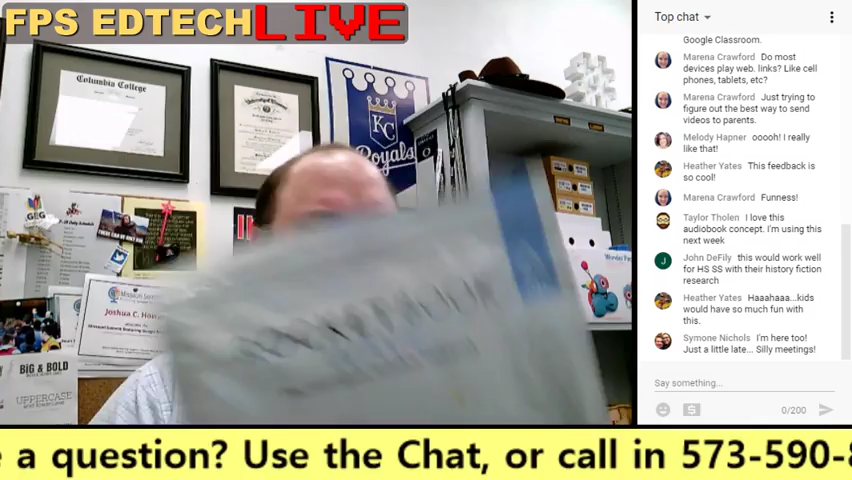 FPS EDTECH LIVE
Columbia College
KC
Royals
Joshua C. How
BiG & BOLD
UPPERCASE
Top chat
Google Classroom.
Marena Crawford Do most
devices play web. links? Like cell
phones, tablets, etc?
Marena Crawford Just trying to
figure out the best way to send
videos to parents.
Melody Hapner ooooh! I really
like that!
Heather Yates This feedback is
so cool!
Marena Crawford Funness!
Taylor Tholen I love this
audiobook concept. I'm using this
next week
J
John DeFily this would work well
for HS SS with their history fiction
research
Heather Yates Haaahaaa...kids
would have so much fun with
this.
Symone Nichols I'm here too!
Just a little late... Silly meetings!
Say something...
$
0/200
e a question? Use the Chat, or call in 573-590-8